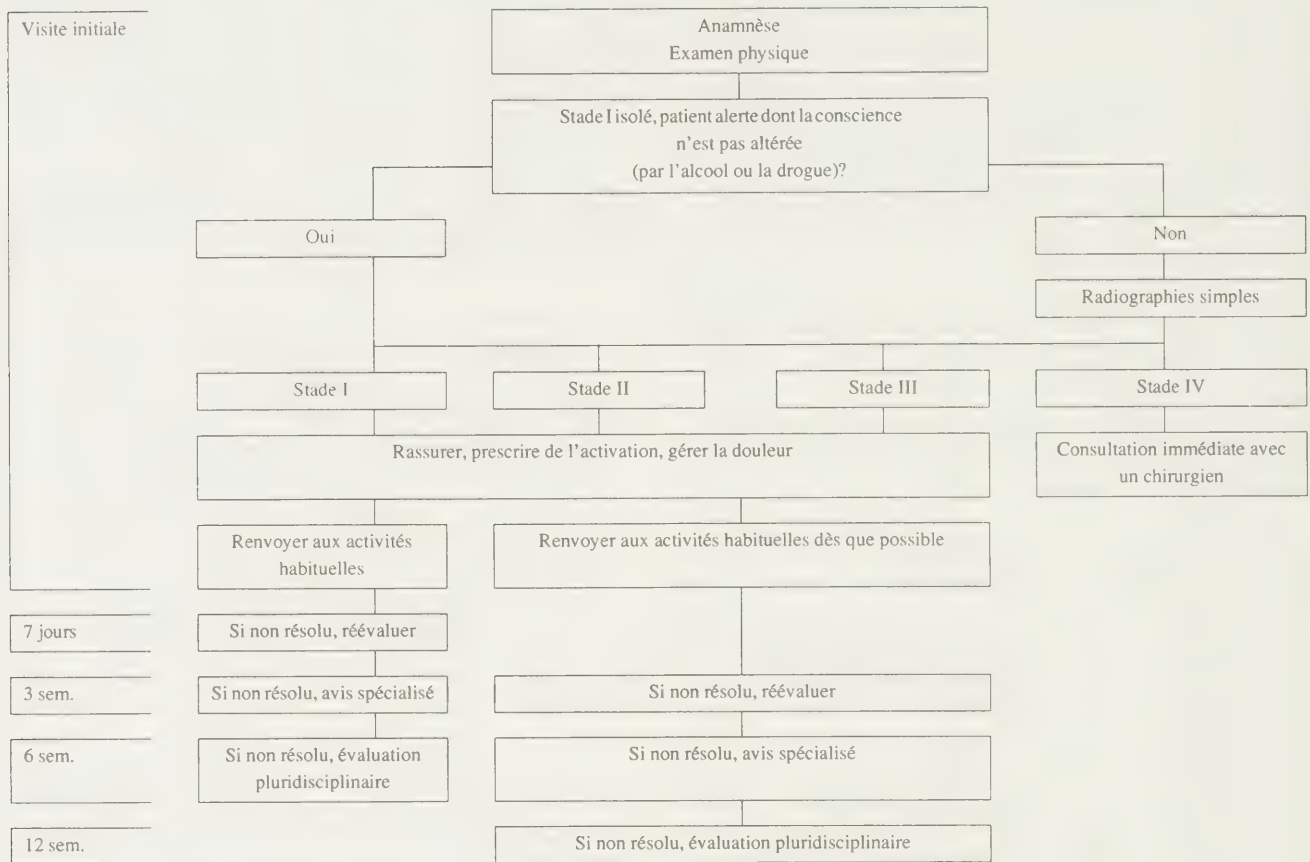 Visite initiale
Anamnèse
Examen physique
Stade I isolé, patient alerte dont la conscience
n'est pas altérée
(par l'alcool ou la drogue)?
Oui
Non
Radiographies simples
Stade I
Stade II
Stade III
Stade IV
Rassurer, prescrire de l'activation, gérer la douleur
Consultation immédiate avec
un chirurgien
Renvoyer aux activités
habituelles
Renvoyer aux activités habituelles dès que possible
7 jours
Si non résolu, réévaluer
3 sem.
Si non résolu, avis spécialisé
Si non résolu, réévaluer
6 sem.
Si non résolu, évaluation
pluridisciplinaire
Si non résolu, avis spécialisé
12 sem.
Si non résolu, évaluation pluridisciplinaire